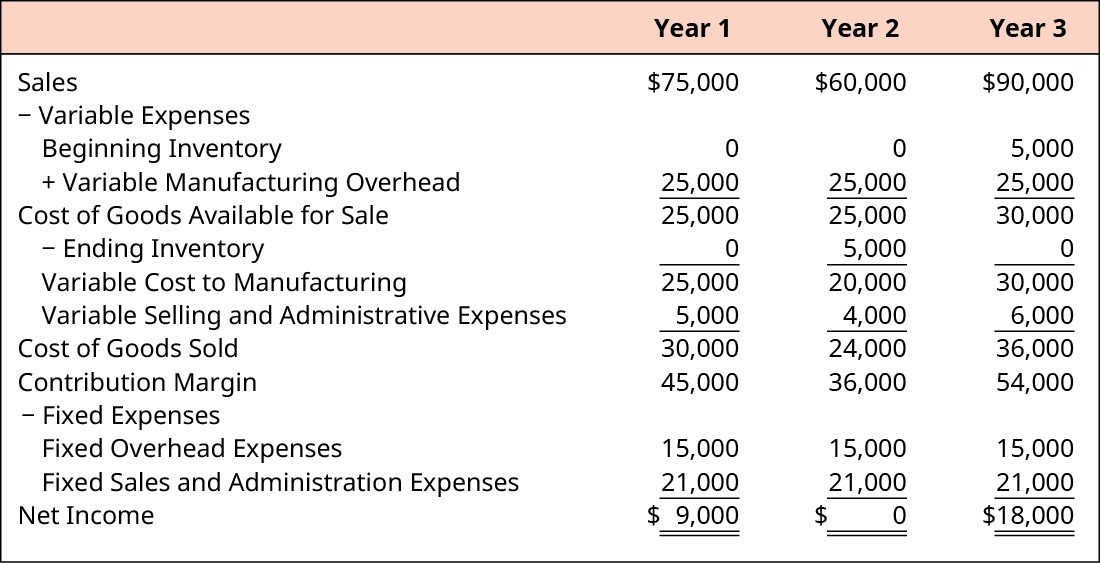 Year 1 Year 2 Year 3
Sales $75,000 $60,000 $90,000
− Variable Expenses
Beginning Inventory 0 0 5,000
+ Variable Manufacturing Overhead 25,000 25,000 25,000
Cost of Goods Available for Sale 25,000 25,000 30,000
− Ending Inventory 0 5,000 0
Variable Cost to Manufacturing 25,000 20,000 30,000
Variable Selling and Administrative Expenses 5,000 4,000 6,000
Cost of Goods Sold 30,000 24,000 36,000
Contribution Margin 45,000 36,000 54,000
− Fixed Expenses
Fixed Overhead Expenses 15,000 15,000 15,000
Fixed Sales and Administration Expenses 21,000 21,000 21,000
Net Income $ 9,000 $ 0 $18,000